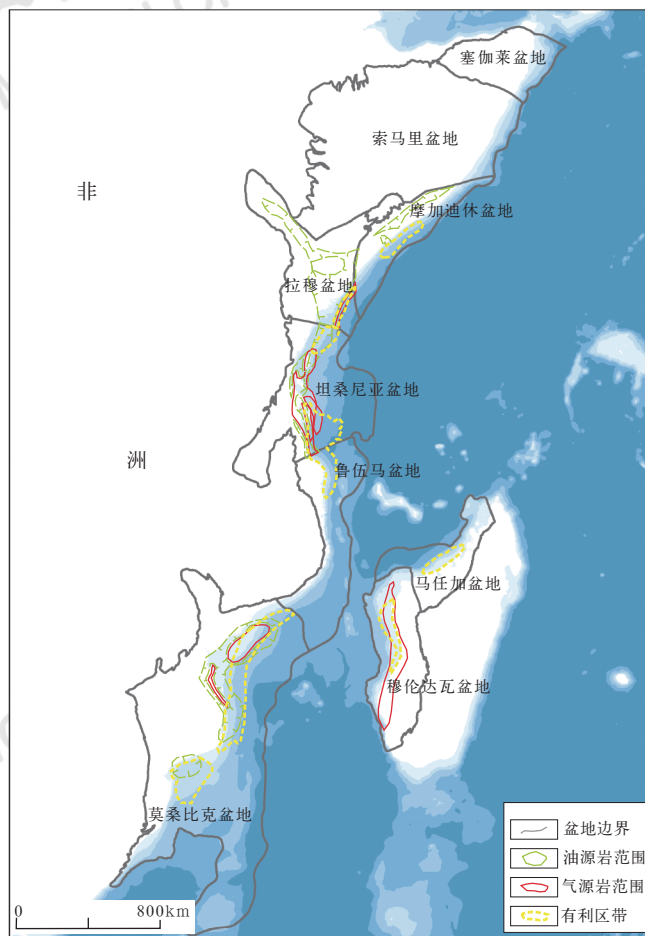 塞伽莱盆地
索马里盆地
非
摩加迪休盆地
拉穆盆地
坦桑尼亚盆地
洲
鲁伍马盆地
马任加盆地
穆伦达瓦盆地
莫桑比克盆地
盆地边界
油源岩范围
气源岩范围
有利区带
0 800km